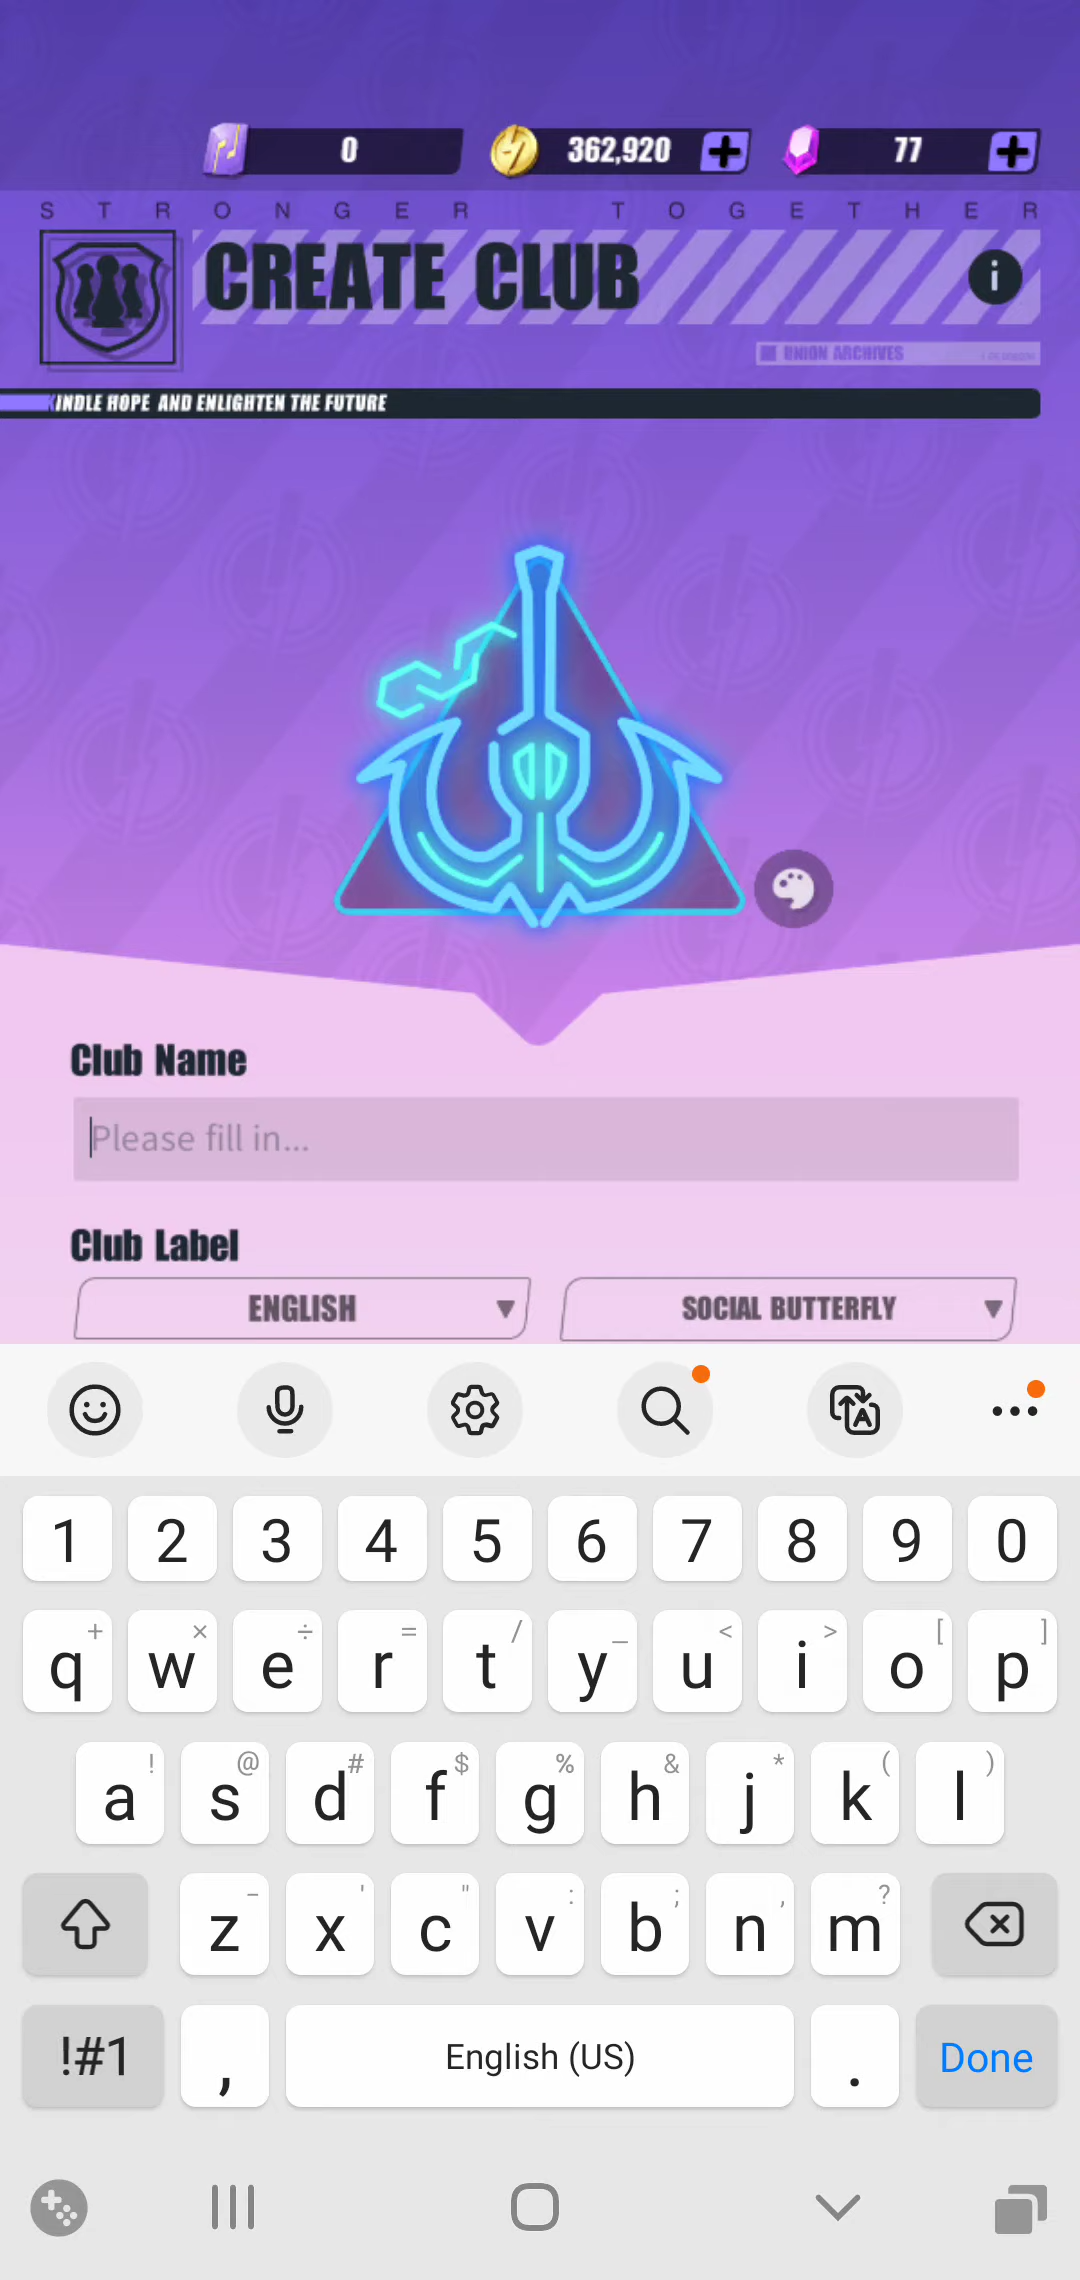 0 362,920 77
STRONGER TOGETHER
CREATE CLUB
UNION ARCHIVES
INDLE HOPE AND ENLIGHTEN THE FUTURE
Club Name
Please fill in...
Club Label
ENGLISH ▼ SOCIAL BUTTERFLY ▼
1 2 3 4 5 6 7 8 9 0
+ × ÷ = / _ < > [ ]
q w e r t y u i o p
! @ # $ % & * ( )
a s d f g h j k l
- ' " : ; , ?
z x c v b n m
!#1 , English (US) . Done